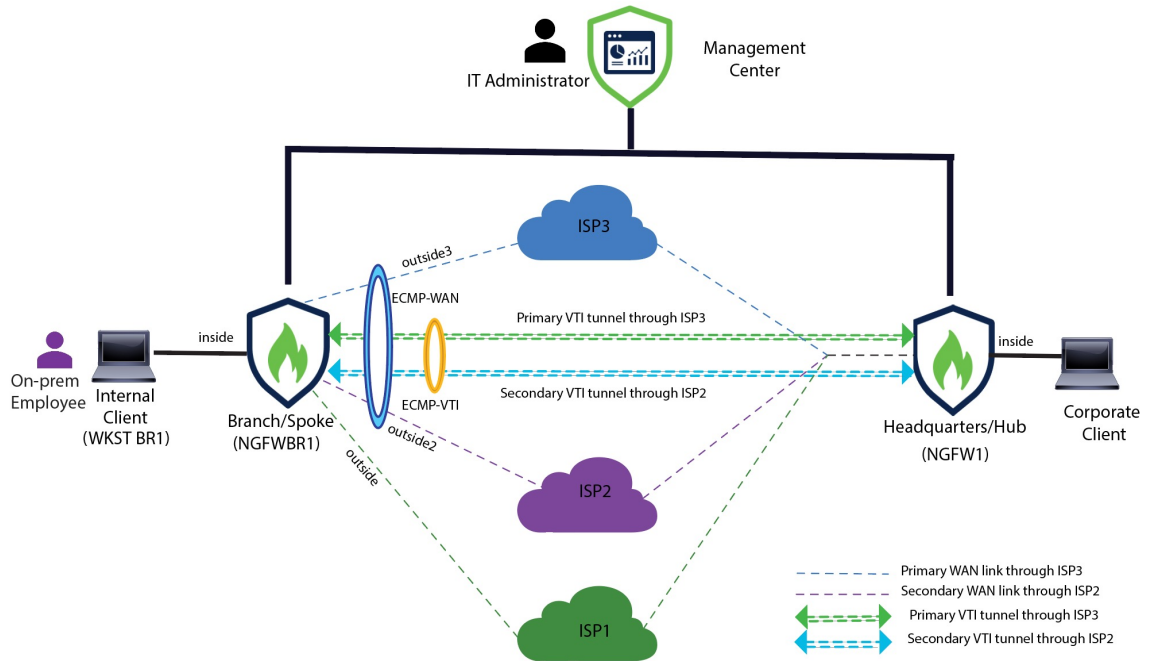 IT Administrator
Management
Center
ISP3
outside3
ECMP-WAN
Primary VTI tunnel through ISP3
inside
inside
On-prem
Employee
Internal
Client
(WKST BR1)
Branch/Spoke
(NGFWBR1)
ECMP-VTI
Secondary VTI tunnel through ISP2
Headquarters/Hub
(NGFW1)
Corporate
Client
outside2
outside
ISP2
ISP1
Primary WAN link through ISP3
Secondary WAN link through ISP2
Primary VTI tunnel through ISP3
Secondary VTI tunnel through ISP2